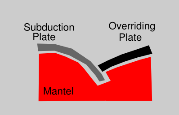 Subduction
Plate
Overriding
Plate
Mantel